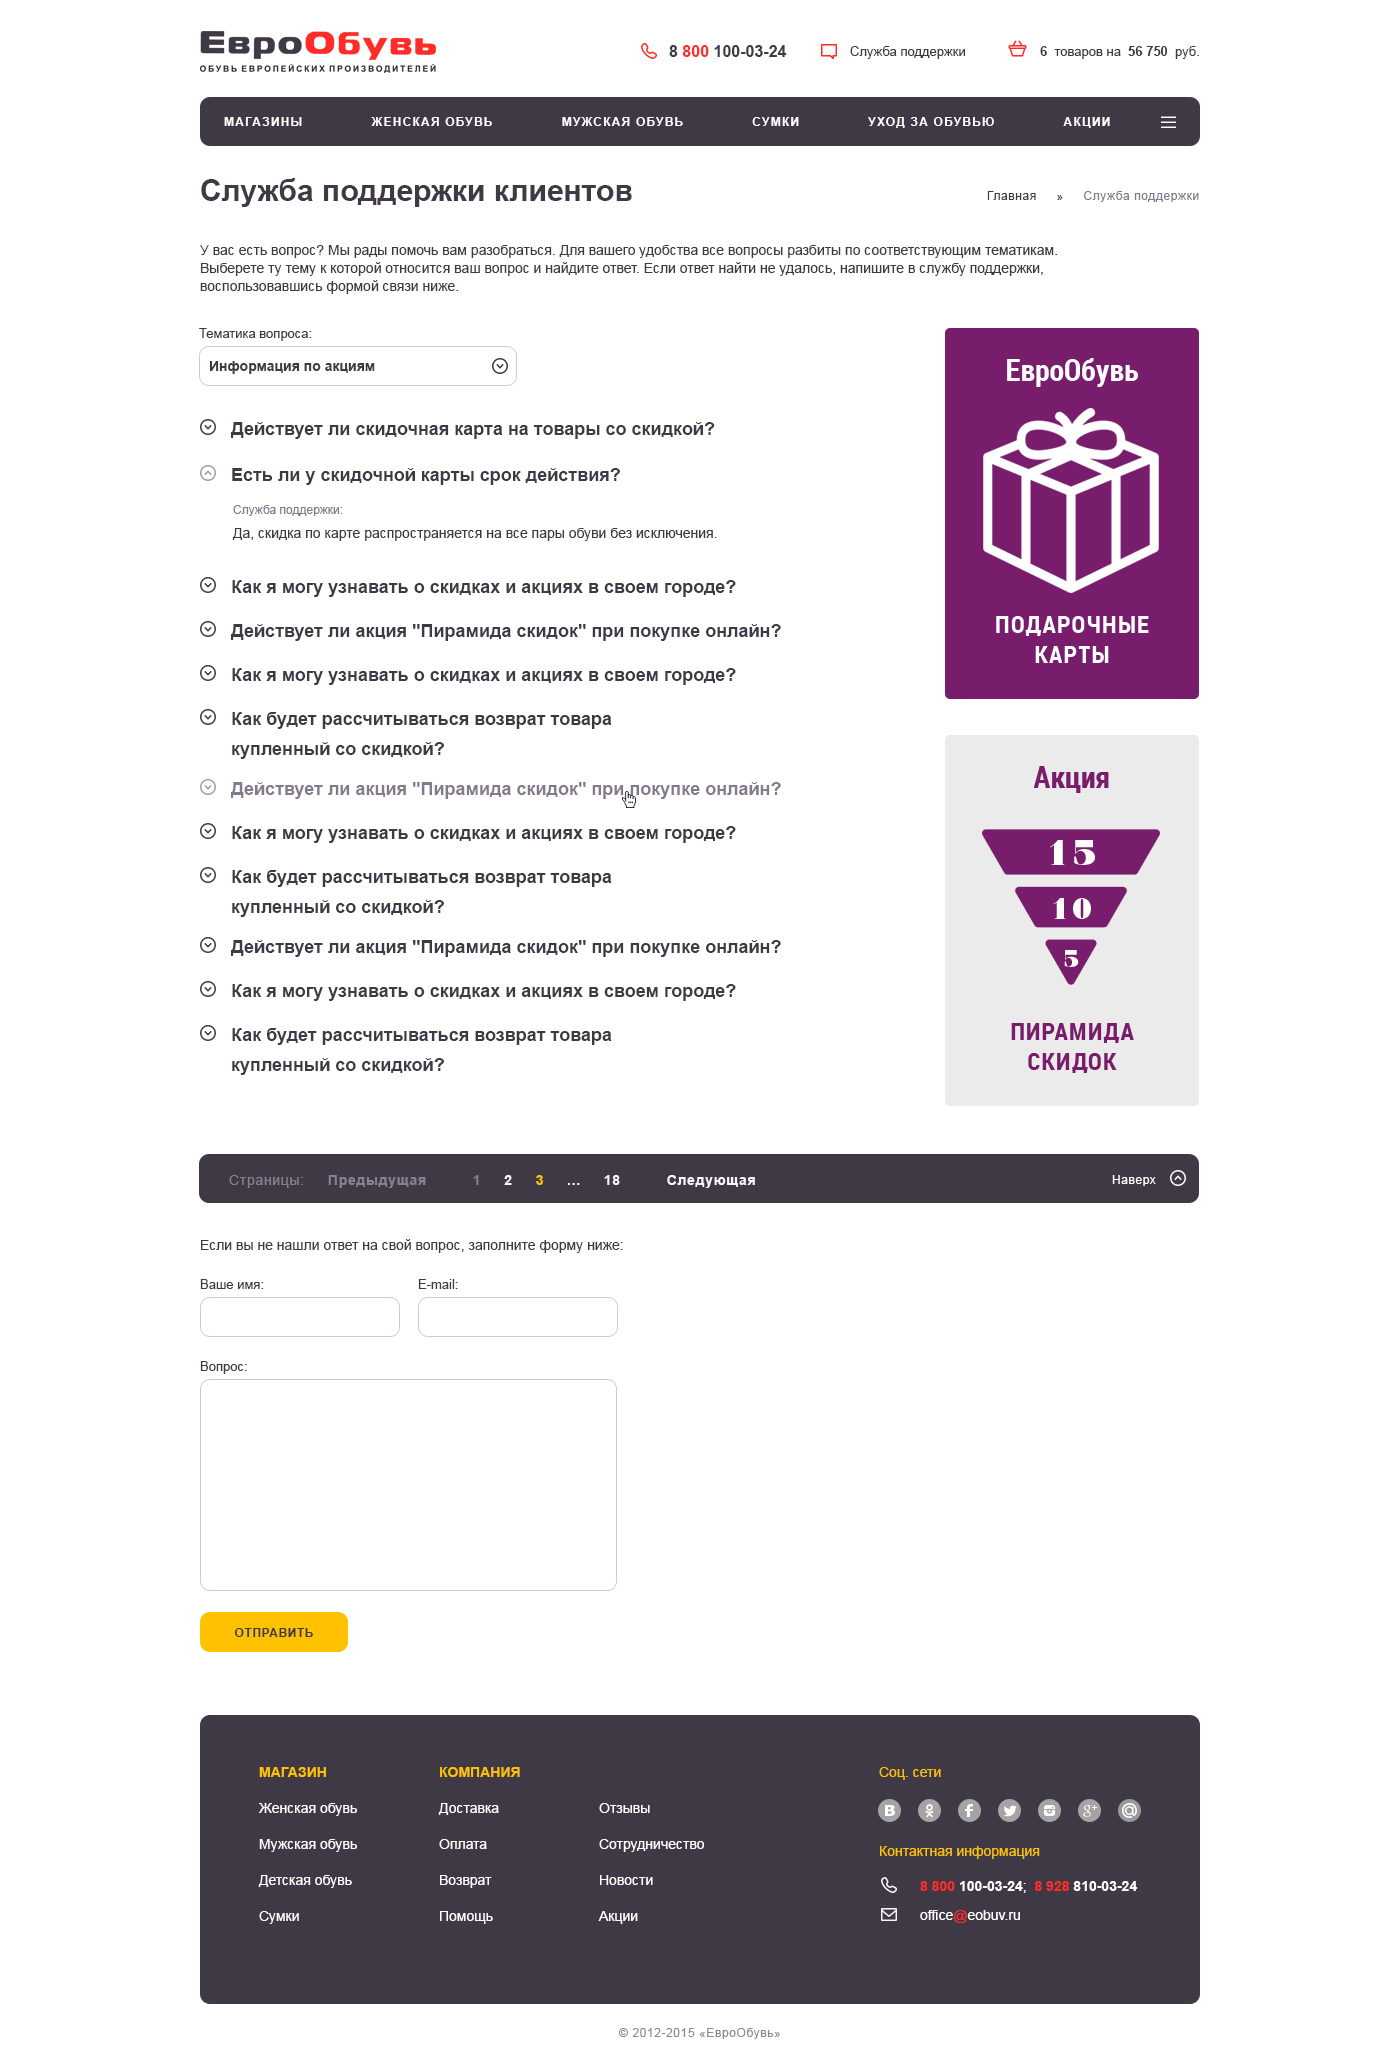 ЕвроОбувь
ОБУВЬ ЕВРОПЕЙСКИХ ПРОИЗВОДИТЕЛЕЙ
8 800 100-03-24
Служба поддержки
6 товаров на 56 750 руб.
МАГАЗИНЫ
ЖЕНСКАЯ ОБУВЬ
МУЖСКАЯ ОБУВЬ
СУМКИ
УХОД ЗА ОБУВЬЮ
АКЦИИ
Служба поддержки клиентов
Главная » Служба поддержки
У вас есть вопрос? Мы рады помочь вам разобраться. Для вашего удобства все вопросы разбиты по соответствующим тематикам.
Выберете ту тему к которой относится ваш вопрос и найдите ответ. Если ответ найти не удалось, напишите в службу поддержки,
воспользовавшись формой связи ниже.
Тематика вопроса:
Информация по акциям
Действует ли скидочная карта на товары со скидкой?
Есть ли у скидочной карты срок действия?
Служба поддержки:
Да, скидка по карте распространяется на все пары обуви без исключения.
Как я могу узнавать о скидках и акциях в своем городе?
Действует ли акция "Пирамида скидок" при покупке онлайн?
Как я могу узнавать о скидках и акциях в своем городе?
Как будет рассчитываться возврат товара
купленный со скидкой?
Действует ли акция "Пирамида скидок" при покупке онлайн?
Как я могу узнавать о скидках и акциях в своем городе?
Как будет рассчитываться возврат товара
купленный со скидкой?
Действует ли акция "Пирамида скидок" при покупке онлайн?
Как я могу узнавать о скидках и акциях в своем городе?
Как будет рассчитываться возврат товара
купленный со скидкой?
ЕвроОбувь
ПОДАРОЧНЫЕ
КАРТЫ
Акция
15
10
5
ПИРАМИДА
СКИДОК
Страницы: Предыдущая 1 2 3 ... 18 Следующая
Наверх
Если вы не нашли ответ на свой вопрос, заполните форму ниже:
Ваше имя:
E-mail:
Вопрос:
ОТПРАВИТЬ
МАГАЗИН
Женская обувь
Мужская обувь
Детская обувь
Сумки
КОМПАНИЯ
Доставка
Оплата
Возврат
Помощь
Отзывы
Сотрудничество
Новости
Акции
Соц. сети
Контактная информация
8 800 100-03-24; 8 928 810-03-24
office@eobuv.ru
© 2012-2015 «ЕвроОбувь»